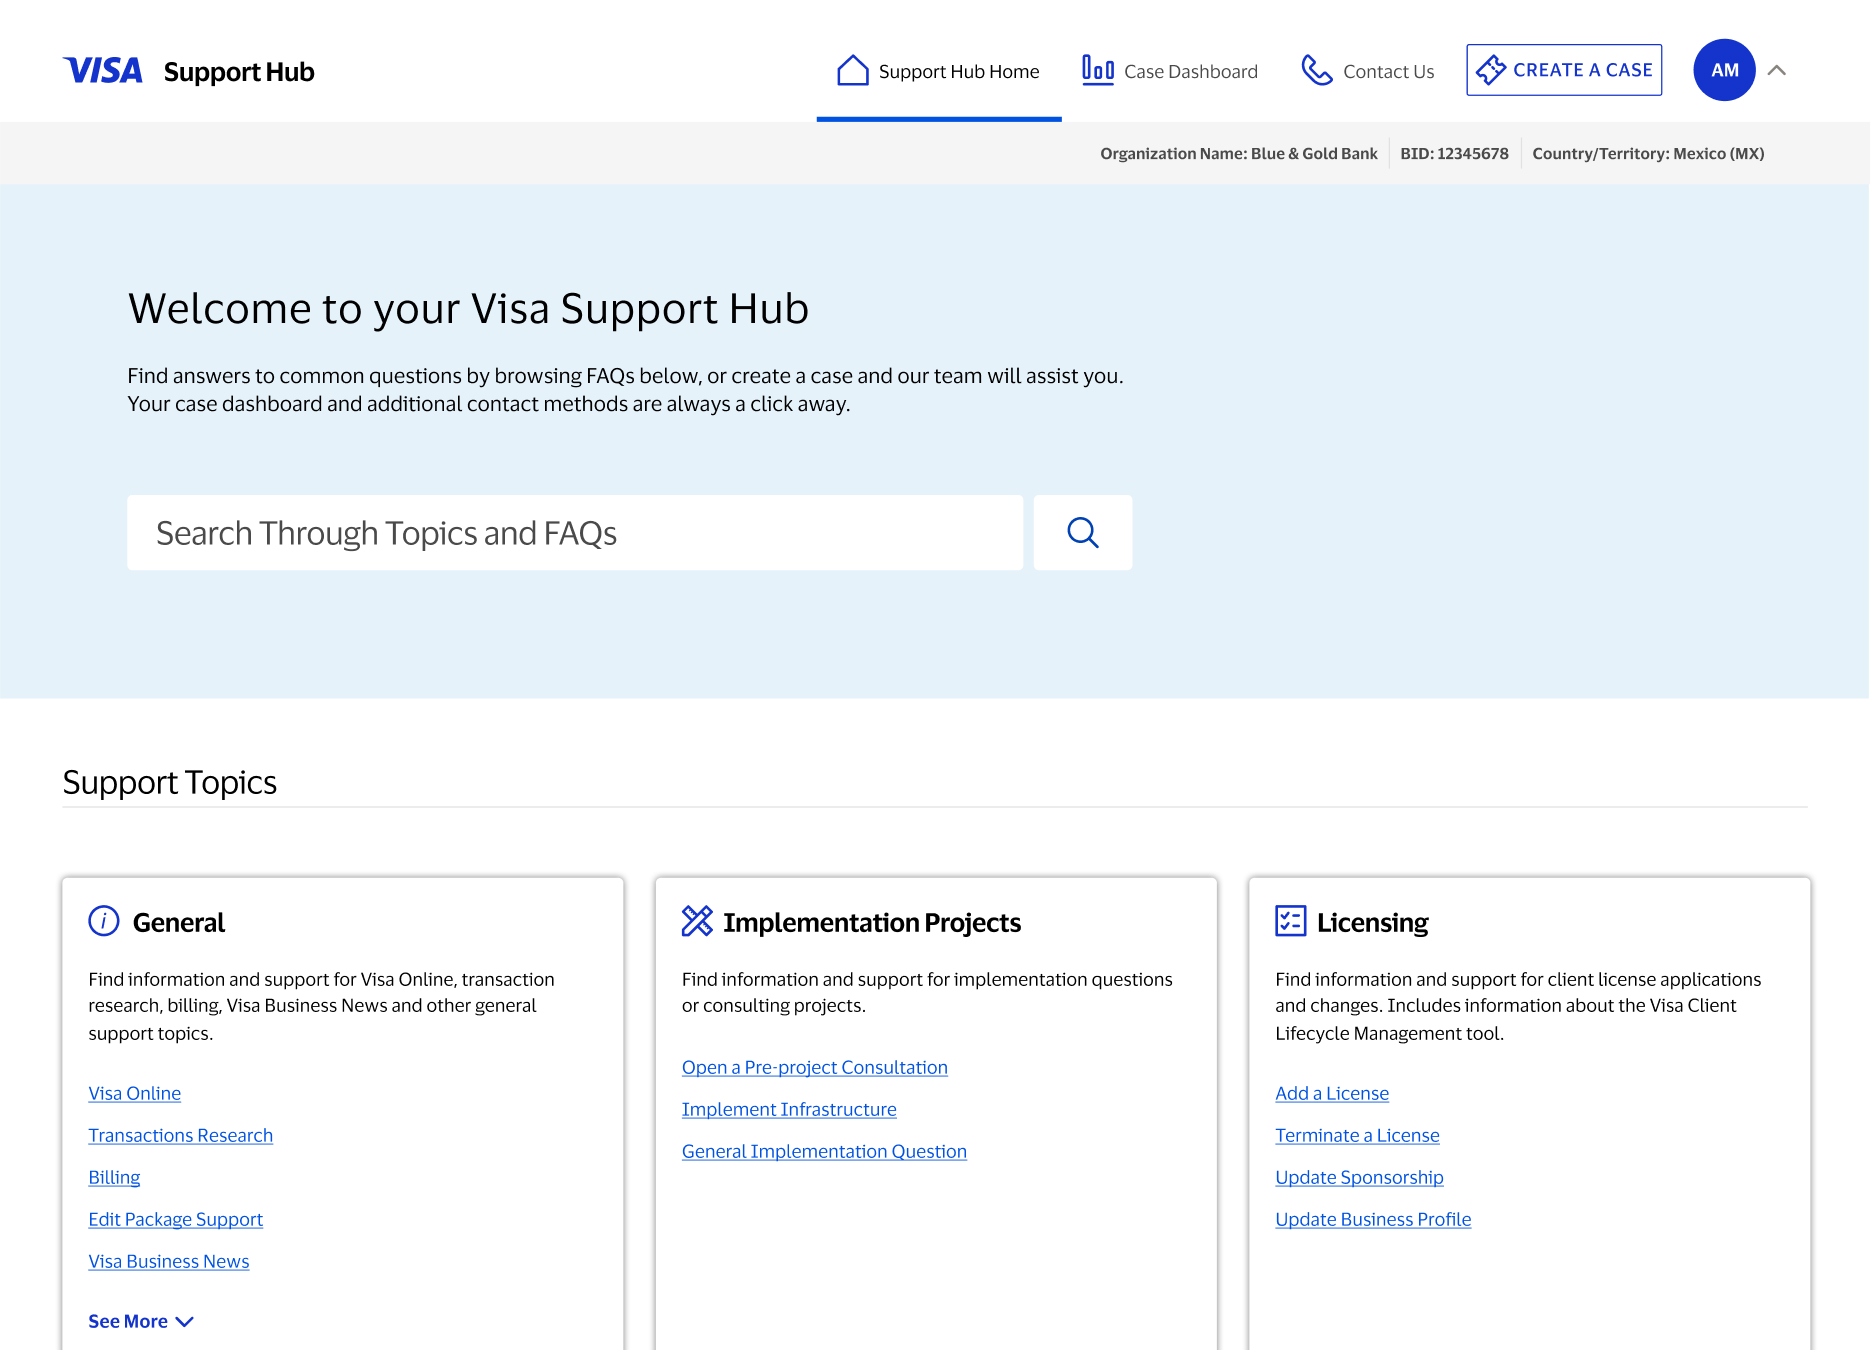 VISA Support Hub
Support Hub Home
Case Dashboard
Contact Us
CREATE A CASE
AM
Organization Name: Blue & Gold Bank
BID: 12345678
Country/Territory: Mexico (MX)
Welcome to your Visa Support Hub
Find answers to common questions by browsing FAQs below, or create a case and our team will assist you.
Your case dashboard and additional contact methods are always a click away.
Search Through Topics and FAQs
Support Topics
General
Find information and support for Visa Online, transaction
research, billing, Visa Business News and other general
support topics.
Visa Online
Transactions Research
Billing
Edit Package Support
Visa Business News
See More
Implementation Projects
Find information and support for implementation questions
or consulting projects.
Open a Pre-project Consultation
Implement Infrastructure
General Implementation Question
Licensing
Find information and support for client license applications
and changes. Includes information about the Visa Client
Lifecycle Management tool.
Add a License
Terminate a License
Update Sponsorship
Update Business Profile